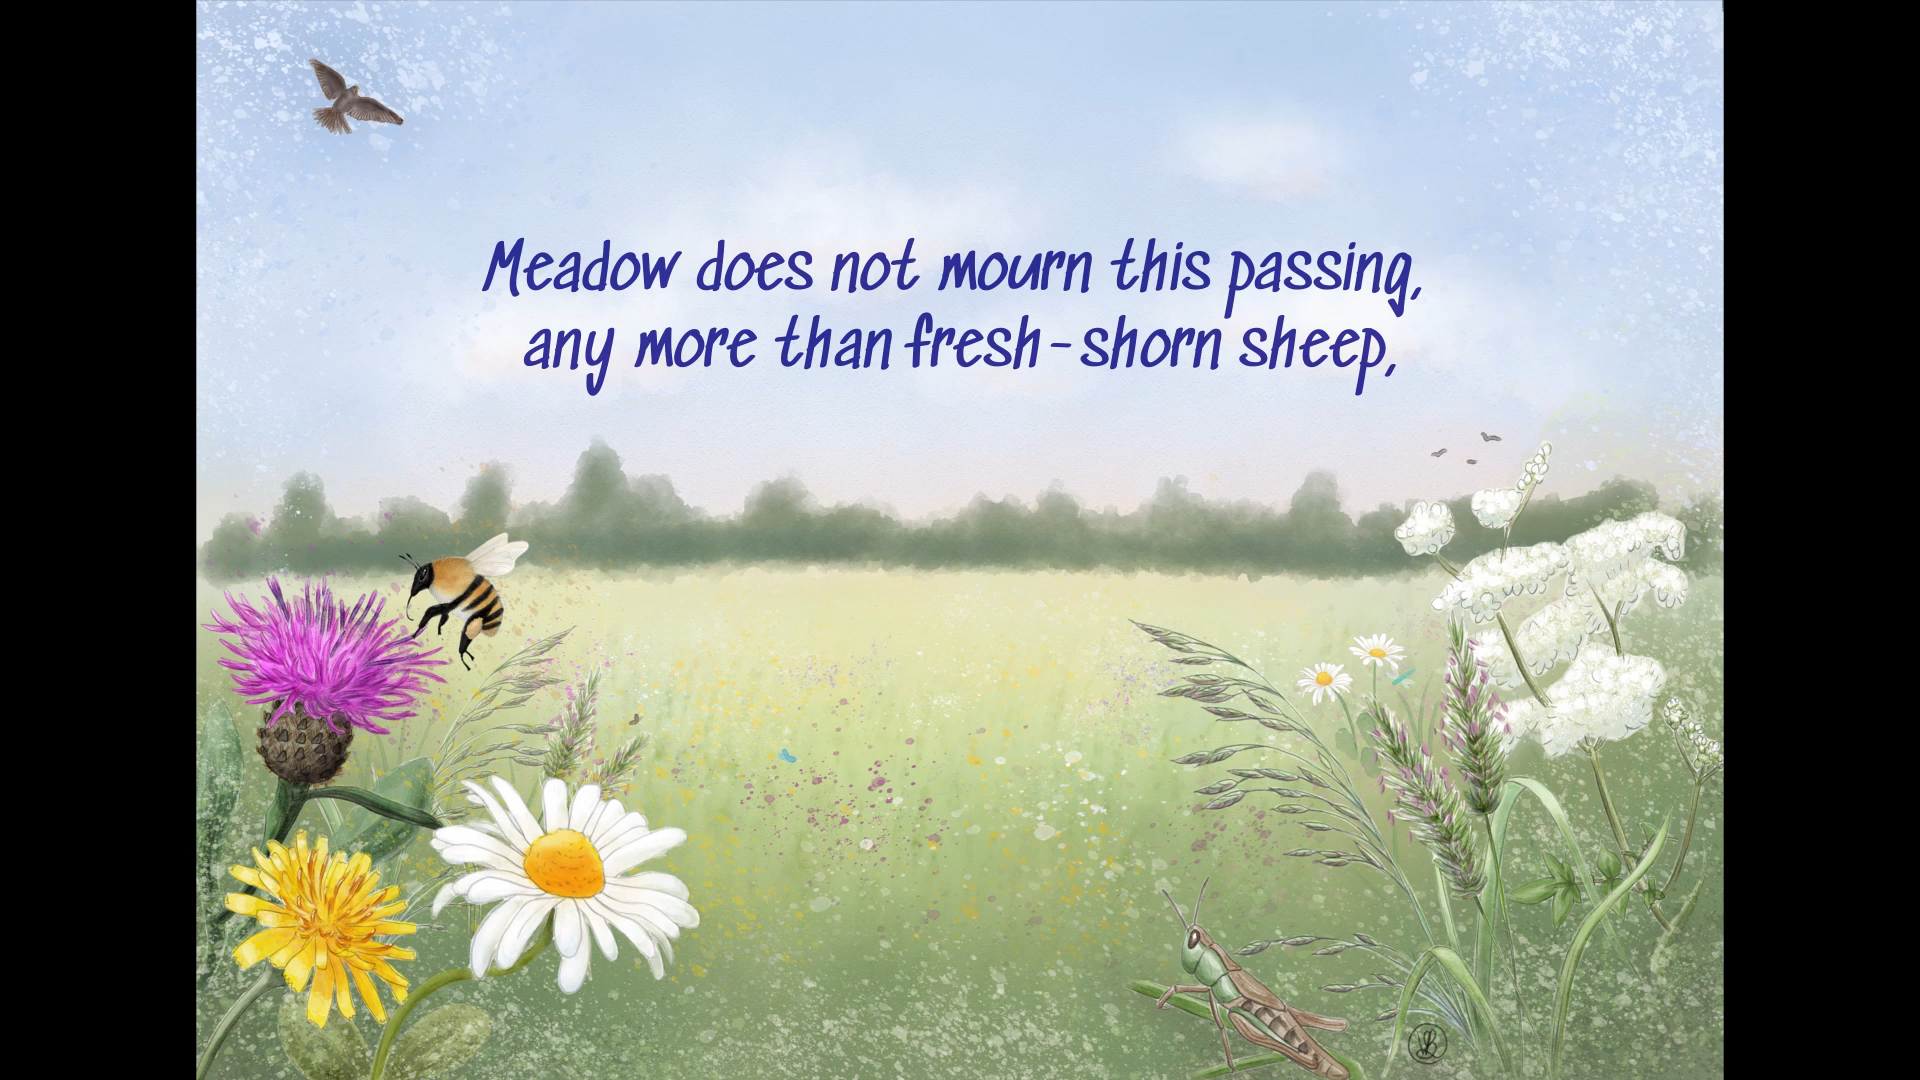 Meadow does not mourn this passing,
any more than fresh-shorn sheep,